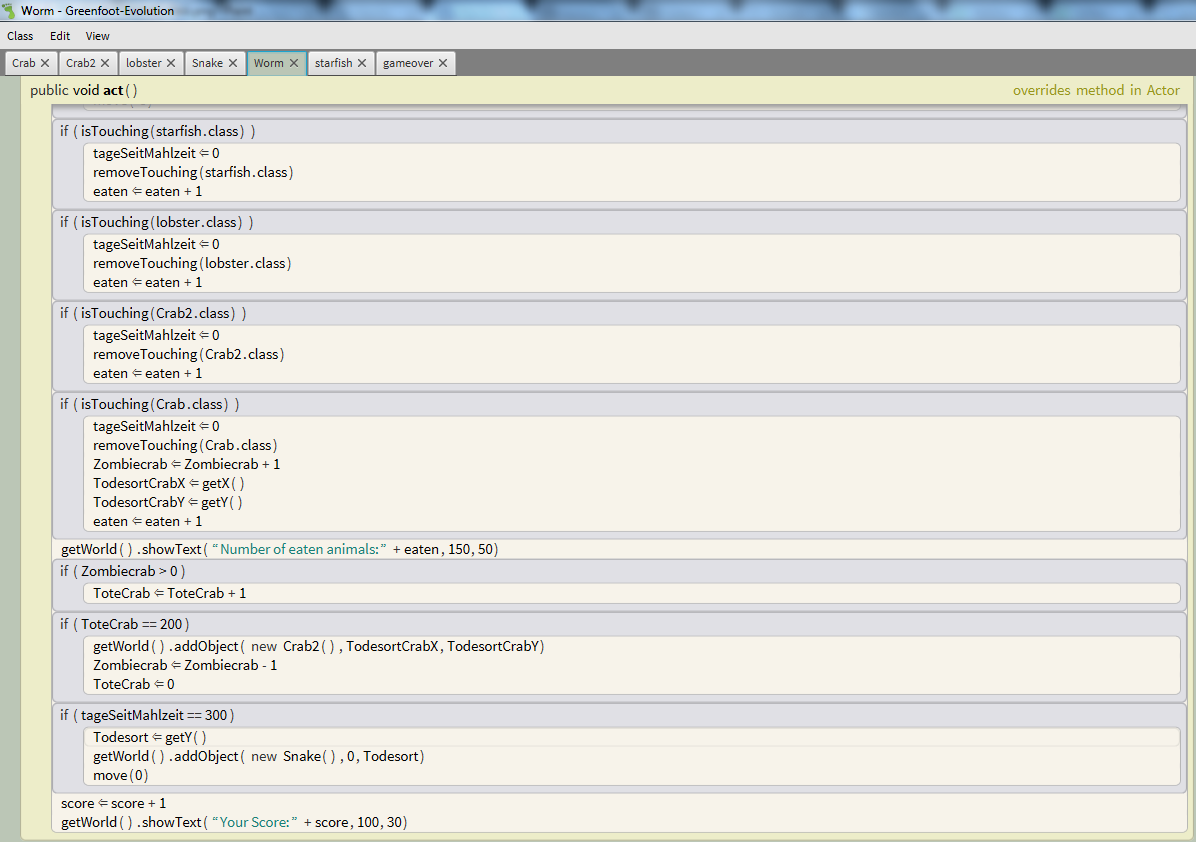 Worm - Greenfoot-Evolution
Class Edit View
Crab × Crab2 × lobster × Snake × Worm × starfish × gameover ×
public void act() overrides method in Actor
if ( isTouching(starfish.class) )
tageSeitMahlzeit ⇐ 0
removeTouching(starfish.class)
eaten ⇐ eaten + 1
if ( isTouching(lobster.class) )
tageSeitMahlzeit ⇐ 0
removeTouching(lobster.class)
eaten ⇐ eaten + 1
if ( isTouching(Crab2.class) )
tageSeitMahlzeit ⇐ 0
removeTouching(Crab2.class)
eaten ⇐ eaten + 1
if ( isTouching(Crab.class) )
tageSeitMahlzeit ⇐ 0
removeTouching(Crab.class)
Zombiecrab ⇐ Zombiecrab + 1
TodesortCrabX ⇐ getX()
TodesortCrabY ⇐ getY()
eaten ⇐ eaten + 1
getWorld().showText( “Number of eaten animals:” + eaten, 150, 50)
if ( Zombiecrab > 0 )
ToteCrab ⇐ ToteCrab + 1
if ( ToteCrab == 200 )
getWorld().addObject( new Crab2(), TodesortCrabX, TodesortCrabY)
Zombiecrab ⇐ Zombiecrab - 1
ToteCrab ⇐ 0
if ( tageSeitMahlzeit == 300 )
Todesort ⇐ getY()
getWorld().addObject( new Snake(), 0, Todesort)
move(0)
score ⇐ score + 1
getWorld().showText( “Your Score:” + score, 100, 30)